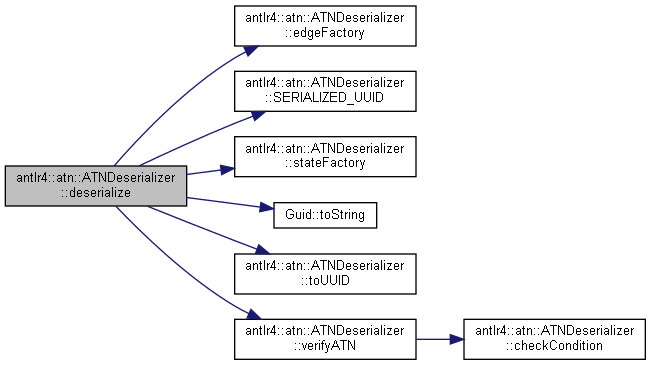 antlr4::atn::ATNDeserializer
::edgeFactory
antlr4::atn::ATNDeserializer
::SERIALIZED_UUID
antlr4::atn::ATNDeserializer
::stateFactory
antlr4::atn::ATNDeserializer
::deserialize
Guid::toString
antlr4::atn::ATNDeserializer
::toUUID
antlr4::atn::ATNDeserializer
::verifyATN
antlr4::atn::ATNDeserializer
::checkCondition